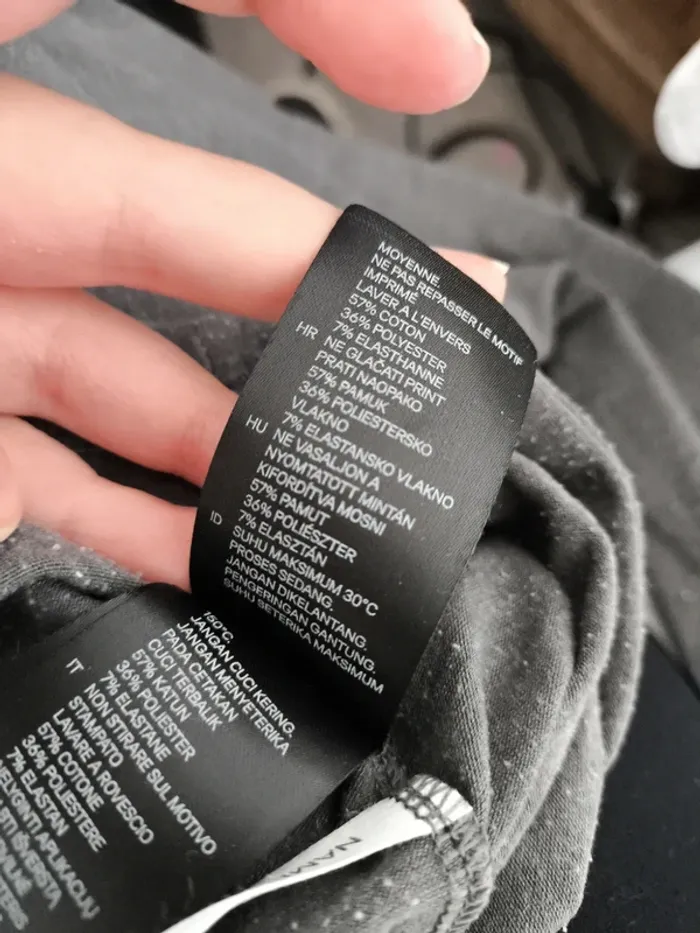 MOYENNE.
NE PAS REPASSER LE MOTIF
IMPRIMÉ
LAVER A L'ENVERS
57% COTON
36% POLYESTER
7% ELASTHANNE
HR NE GLAČATI PRINT
PRATI NAOPAKO
57% PAMUK
36% POLIESTERSKO
VLAKNO
7% ELASTANSKO VLAKNO
HU NE VASALJON A
NYOMTATOTT MINTÁN
KIFORDÍTVA MOSNI
57% PAMUT
36% POLIÉSZTER
7% ELASZTÁN
ID SUHU MAKSIMUM 30°C
PROSES SEDANG.
JANGAN DIKELANTANG.
PENGERINGAN GANTUNG.
SUHU SETERIKA MAKSIMUM
150°C.
JANGAN CUCI KERING.
JANGAN MENYETERIKA
PADA CETAKAN
CUCI TERBALIK
57% KATUN
36% POLIESTER
7% ELASTANE
IT NON STIRARE SUL MOTIVO
STAMPATO
LAVARE A ROVESCIO
57% COTONE
36% POLIESTERE
7% ELASTAN
APLIKACIJŲ